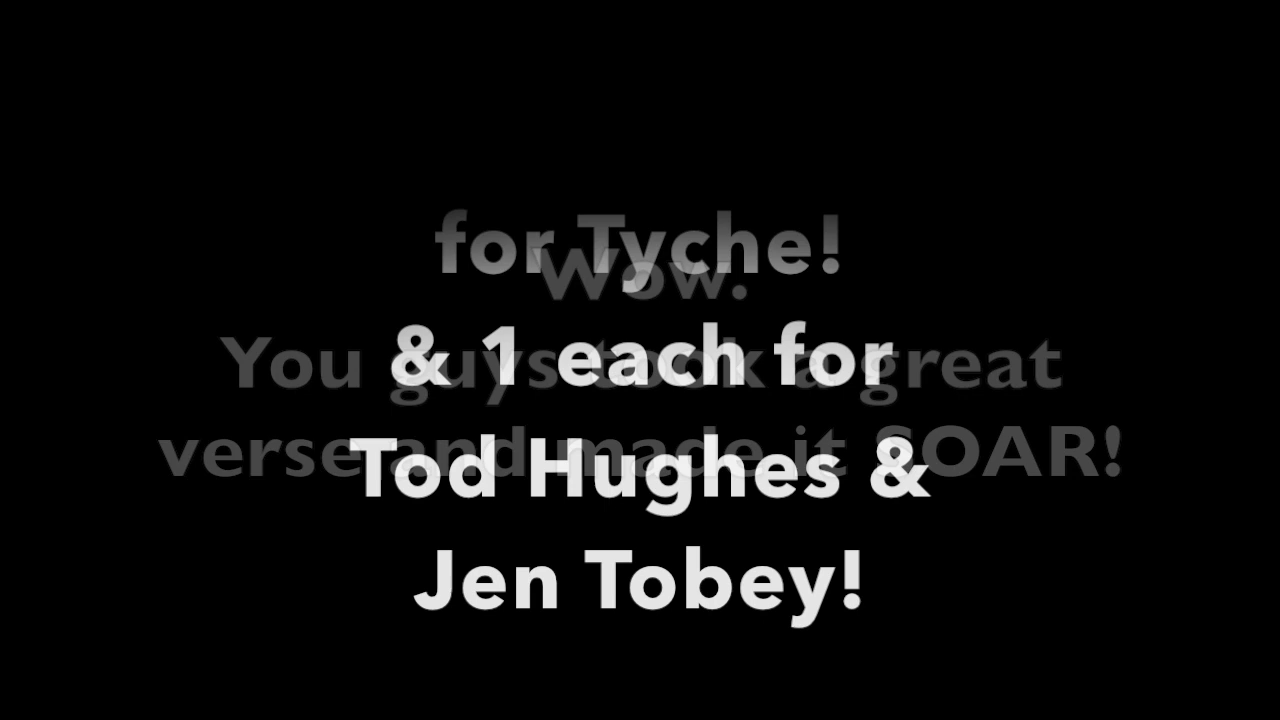 for Tyche!
& 1 each for
Tod Hughes &
Jen Tobey!
Wow.
You guys took a great
verse and made it SOAR!